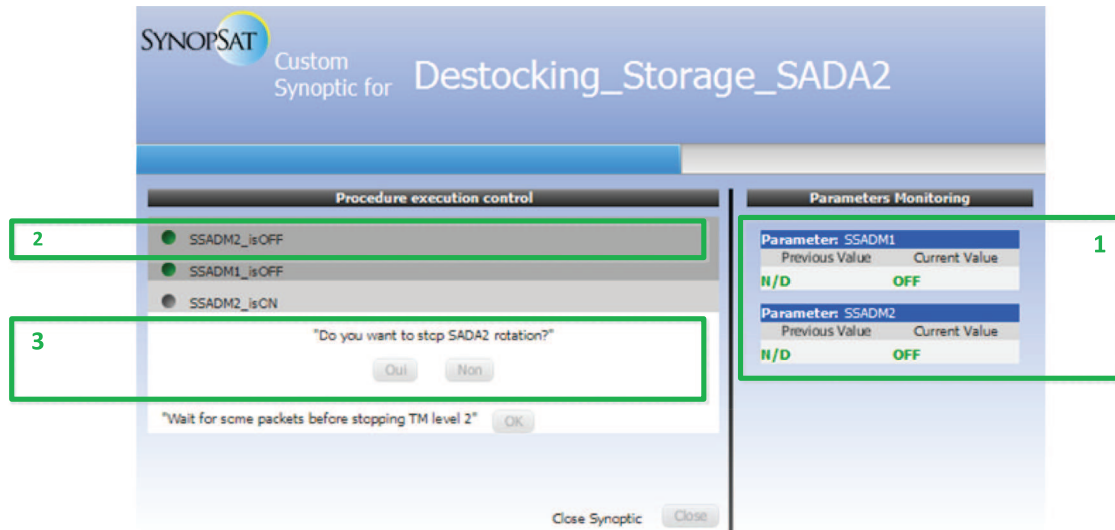 SYNOPSAT
Custom
Synoptic for Destocking_Storage_SADA2
Procedure execution control
2
SSADM2_isOFF
SSADM1_isOFF
SSADM2_isON
3
"Do you want to stop SADA2 rotation?"
Oui Non
"Wait for some packets before stopping TM level 2" OK
Close Synoptic Close
Parameters Monitoring
1
Parameter: SSADM1
Previous Value Current Value
N/D OFF
Parameter: SSADM2
Previous Value Current Value
N/D OFF